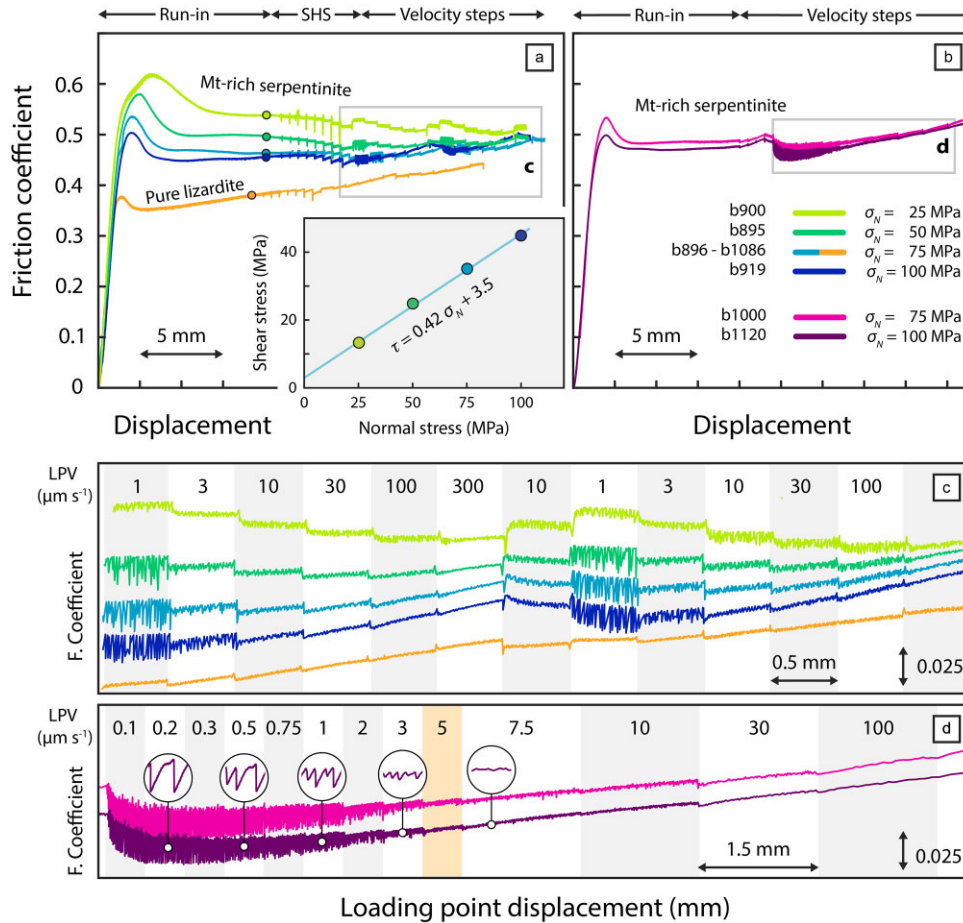 Run-in SHS Velocity steps Run-in Velocity steps
a b
0.6 Mt-rich serpentinite
Mt-rich serpentinite
0.5
c d
0.4
Pure lizardite
Friction coefficient
0.3
b900 σN = 25 MPa
b895 σN = 50 MPa
b896 - b1086 σN = 75 MPa
b919 σN = 100 MPa
0.2
0.1
b1000 σN = 75 MPa
b1120 σN = 100 MPa
5 mm 5 mm
0
Shear stress (MPa)
40
20
0
τ = 0.42 σN + 3.5
0 25 50 75 100
Normal stress (MPa)
Displacement Displacement
LPV
(μm s-1)
1 3 10 30 100 300 10 1 3 10 30 100 c
F. Coefficient
0.5 mm 0.025
LPV
(μm s-1)
0.1 0.2 0.3 0.5 0.75 1 2 3 5 7.5 10 30 100 d
F. Coefficient
1.5 mm 0.025
Loading point displacement (mm)